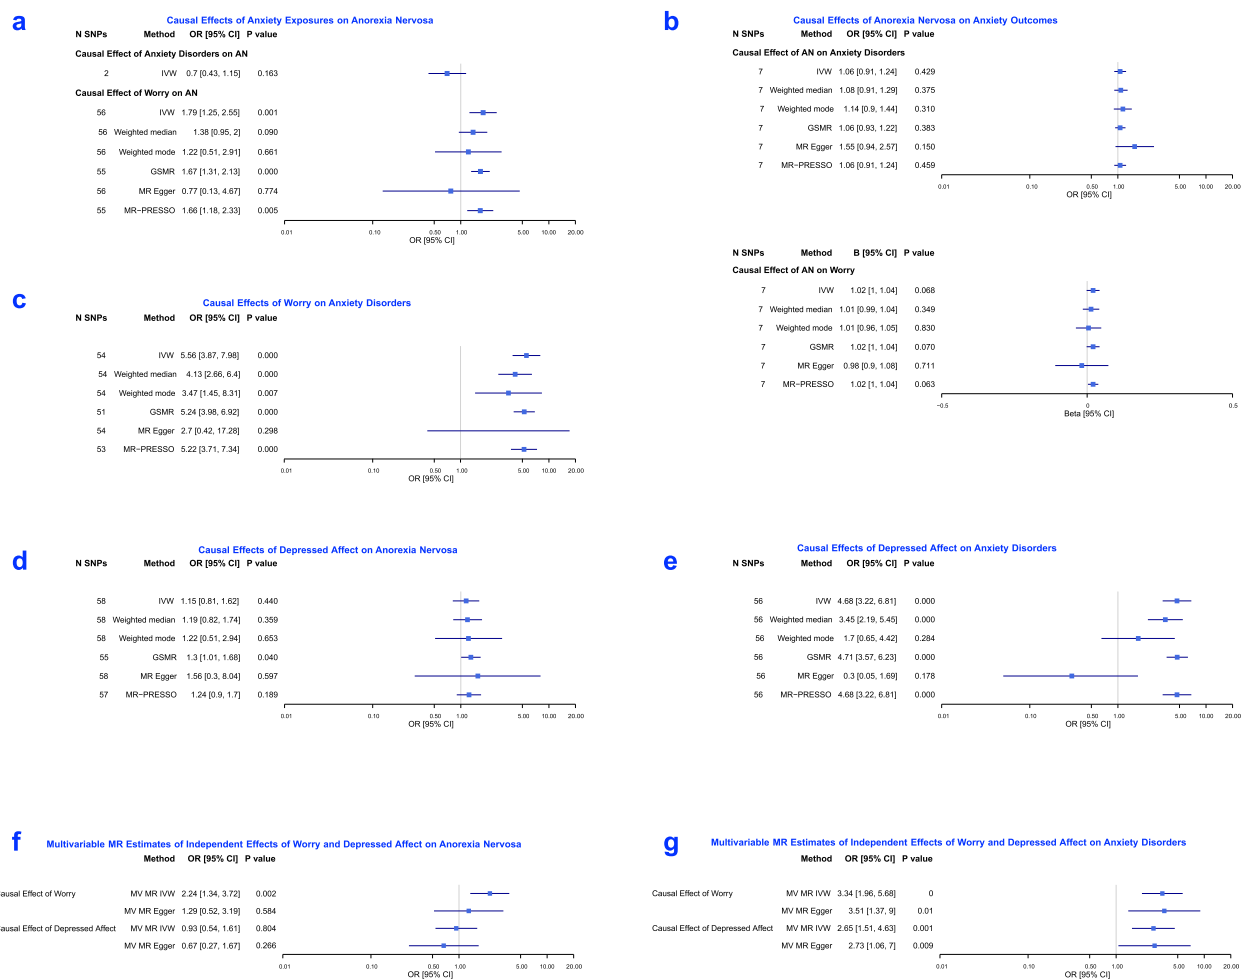 a
Causal Effects of Anxiety Exposures on Anorexia Nervosa
N SNPs Method OR [95% CI] P value
Causal Effect of Anxiety Disorders on AN
2 IVW 0.7 [0.43, 1.15] 0.163
Causal Effect of Worry on AN
56 IVW 1.79 [1.25, 2.55] 0.001
56 Weighted median 1.38 [0.95, 2] 0.090
56 Weighted mode 1.22 [0.51, 2.91] 0.661
55 GSMR 1.67 [1.31, 2.13] 0.000
56 MR Egger 0.77 [0.13, 4.67] 0.774
55 MR−PRESSO 1.66 [1.18, 2.33] 0.005
0.01 0.10 0.50 1.00 5.00 10.00 20.00
OR [95% CI]
b
Causal Effects of Anorexia Nervosa on Anxiety Outcomes
N SNPs Method OR [95% CI] P value
Causal Effect of AN on Anxiety Disorders
7 IVW 1.06 [0.91, 1.24] 0.429
7 Weighted median 1.08 [0.91, 1.29] 0.375
7 Weighted mode 1.14 [0.9, 1.44] 0.310
7 GSMR 1.06 [0.93, 1.22] 0.383
7 MR Egger 1.55 [0.94, 2.57] 0.150
7 MR−PRESSO 1.06 [0.91, 1.24] 0.459
0.01 0.10 0.50 1.00 5.00 10.00 20.00
OR [95% CI]
N SNPs Method B [95% CI] P value
Causal Effect of AN on Worry
7 IVW 1.02 [1, 1.04] 0.068
7 Weighted median 1.01 [0.99, 1.04] 0.349
7 Weighted mode 1.01 [0.96, 1.05] 0.830
7 GSMR 1.02 [1, 1.04] 0.070
7 MR Egger 0.98 [0.9, 1.08] 0.711
7 MR−PRESSO 1.02 [1, 1.04] 0.063
−0.5 0 0.5
Beta [95% CI]
c
Causal Effects of Worry on Anxiety Disorders
N SNPs Method OR [95% CI] P value
54 IVW 5.56 [3.87, 7.98] 0.000
54 Weighted median 4.13 [2.66, 6.4] 0.000
54 Weighted mode 3.47 [1.45, 8.31] 0.007
51 GSMR 5.24 [3.98, 6.92] 0.000
54 MR Egger 2.7 [0.42, 17.28] 0.298
53 MR−PRESSO 5.22 [3.71, 7.34] 0.000
0.01 0.10 0.50 1.00 5.00 10.00 20.00
OR [95% CI]
d
Causal Effects of Depressed Affect on Anorexia Nervosa
N SNPs Method OR [95% CI] P value
58 IVW 1.15 [0.81, 1.62] 0.440
58 Weighted median 1.19 [0.82, 1.74] 0.359
58 Weighted mode 1.22 [0.51, 2.94] 0.653
55 GSMR 1.3 [1.01, 1.68] 0.040
58 MR Egger 1.56 [0.3, 8.04] 0.597
57 MR−PRESSO 1.24 [0.9, 1.7] 0.189
0.01 0.10 0.50 1.00 5.00 10.00 20.00
OR [95% CI]
e
Causal Effects of Depressed Affect on Anxiety Disorders
N SNPs Method OR [95% CI] P value
56 IVW 4.68 [3.22, 6.81] 0.000
56 Weighted median 3.45 [2.19, 5.45] 0.000
56 Weighted mode 1.7 [0.65, 4.42] 0.284
56 GSMR 4.71 [3.57, 6.23] 0.000
56 MR Egger 0.3 [0.05, 1.69] 0.178
56 MR−PRESSO 4.68 [3.22, 6.81] 0.000
0.01 0.10 0.50 1.00 5.00 10.00 20.00
OR [95% CI]
f
Multivariable MR Estimates of Independent Effects of Worry and Depressed Affect on Anorexia Nervosa
Method OR [95% CI] P value
Causal Effect of Worry MV MR IVW 2.24 [1.34, 3.72] 0.002
MV MR Egger 1.29 [0.52, 3.19] 0.584
Causal Effect of Depressed Affect MV MR IVW 0.93 [0.54, 1.61] 0.804
MV MR Egger 0.67 [0.27, 1.67] 0.266
0.01 0.10 0.50 1.00 5.00 10.00 20.00
OR [95% CI]
g
Multivariable MR Estimates of Independent Effects of Worry and Depressed Affect on Anxiety Disorders
Method OR [95% CI] P value
Causal Effect of Worry MV MR IVW 3.34 [1.96, 5.68] 0
MV MR Egger 3.51 [1.37, 9] 0.01
Causal Effect of Depressed Affect MV MR IVW 2.65 [1.51, 4.63] 0.001
MV MR Egger 2.73 [1.06, 7] 0.009
0.01 0.10 0.50 1.00 5.00 10.00 20.00
OR [95% CI]